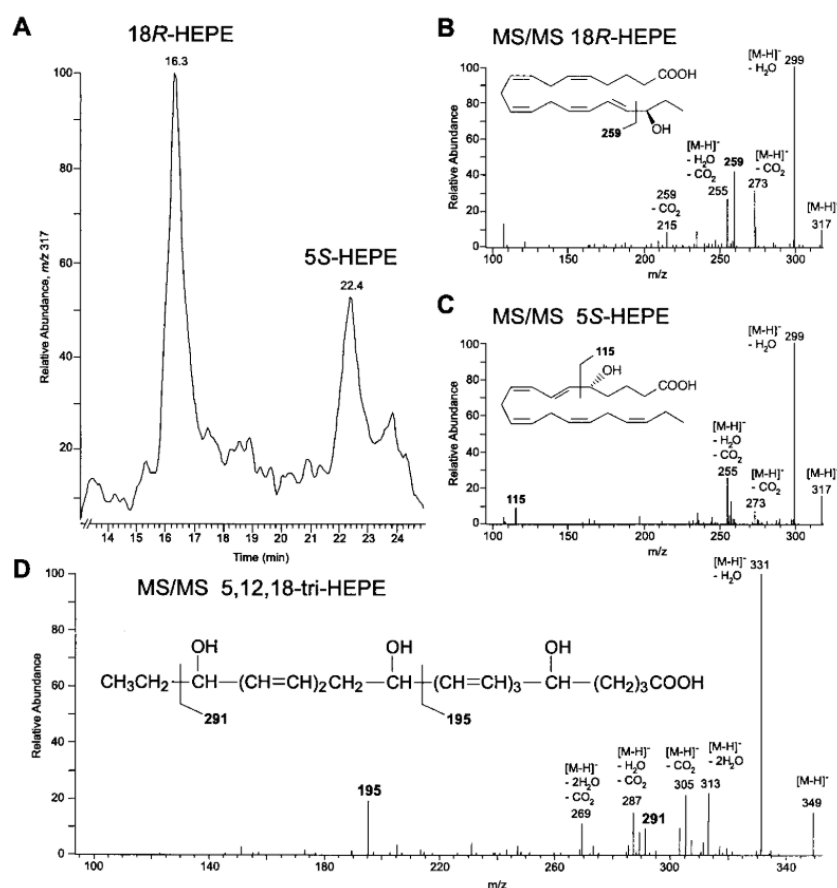 A
18R-HEPE
16.3
5S-HEPE
22.4
Relative Abundance, m/z 317
100
80
60
40
20
14 15 16 17 18 19 20 21 22 23 24
Time (min)
B
MS/MS 18R-HEPE
[M-H]⁻
- H₂O
299
COOH
OH
259
[M-H]⁻
- H₂O
- CO₂
255
259
[M-H]⁻
- CO₂
273
259
- CO₂
215
[M-H]
317
Relative Abundance
100
80
60
40
20
0
100 150 200 250 300
m/z
C
MS/MS 5S-HEPE
[M-H]⁻
- H₂O
299
115
OH
COOH
[M-H]⁻
- H₂O
- CO₂
255
[M-H]⁻
- CO₂
273
[M-H]
317
115
Relative Abundance
100
80
60
40
20
0
100 150 200 250 300
m/z
D
MS/MS 5,12,18-tri-HEPE
[M-H]⁻
- H₂O
331
OH OH OH
CH₃CH₂—CH—(CH=CH)₂CH₂—CH—(CH=CH)₃—CH—(CH₂)₃COOH
291 195
195
[M-H]⁻
- 2H₂O
- CO₂
269
[M-H]⁻
- H₂O
- CO₂
287
291
[M-H]⁻
- CO₂
305
[M-H]⁻
- 2H₂O
313
[M-H]⁻
349
Relative Abundance
100
80
60
40
20
0
100 140 180 220 260 300 340
m/z